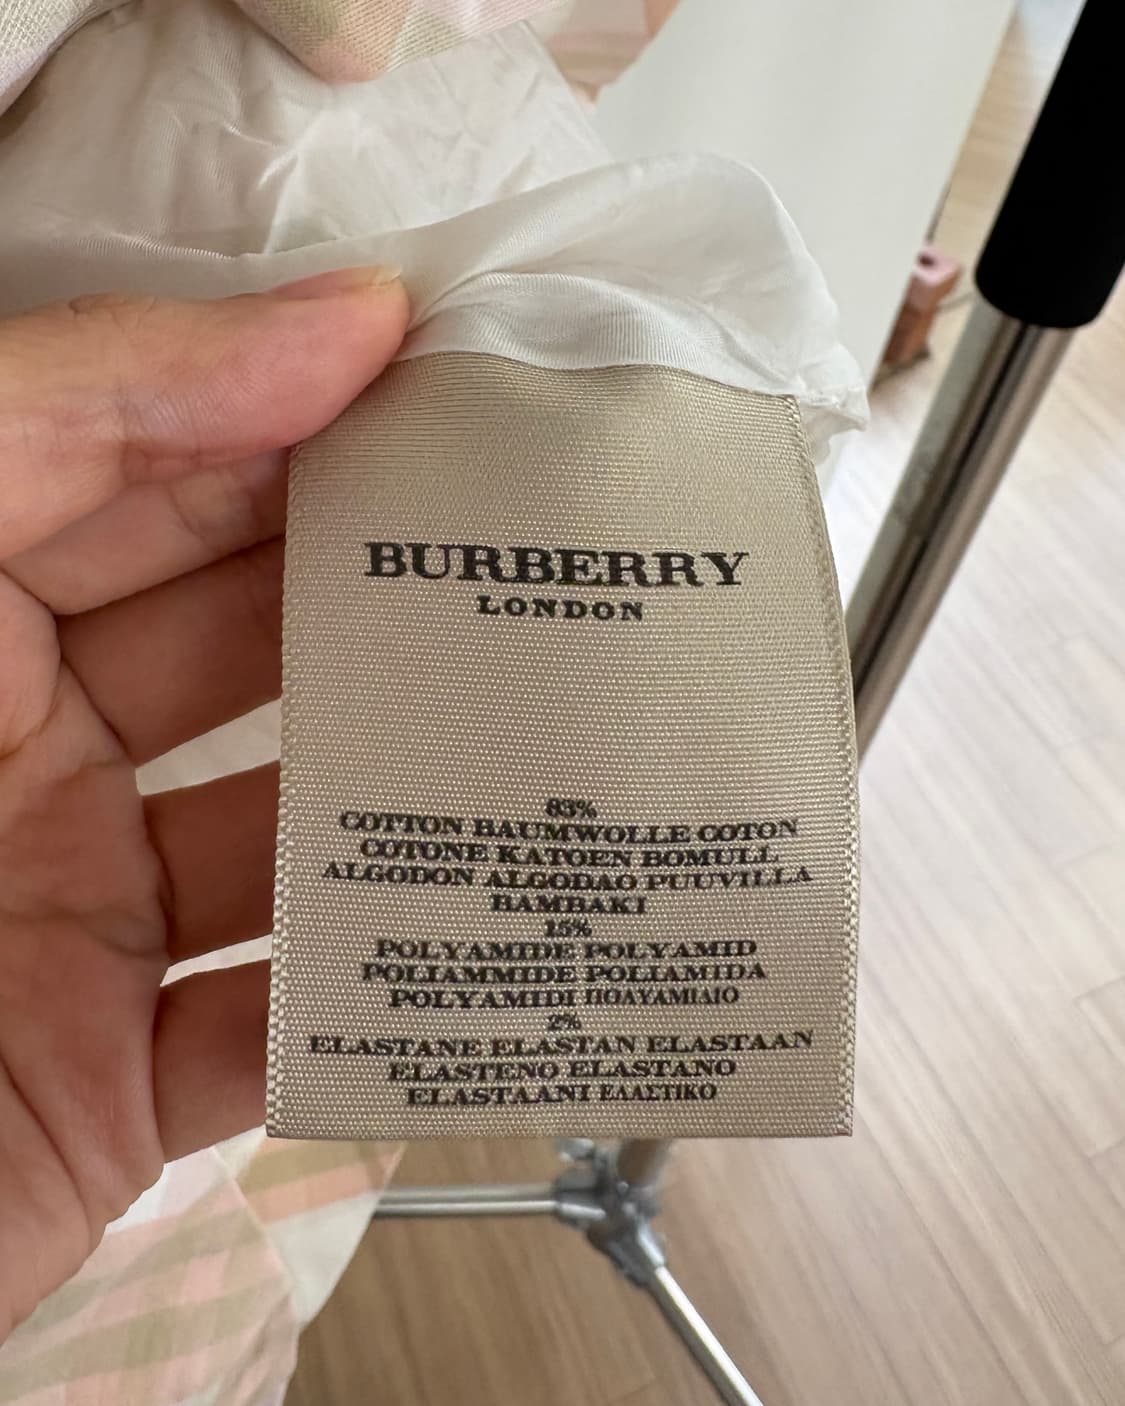 BURBERRY
LONDON
83%
COTTON BAUMWOLLE COTON
COTONE KATOEN BOMULL
ALGODON ALGODAO PUUVILLA
BAMBAKI
15%
POLYAMIDE POLYAMID
POLIAMMIDE POLIAMIDA
POLYAMIDI ΠΟΛΥΑΜΙΔΙΟ
2%
ELASTANE ELASTAN ELASTAAN
ELASTENO ELASTANO
ELASTAANI ΕΛΑΣΤΙΚΟ